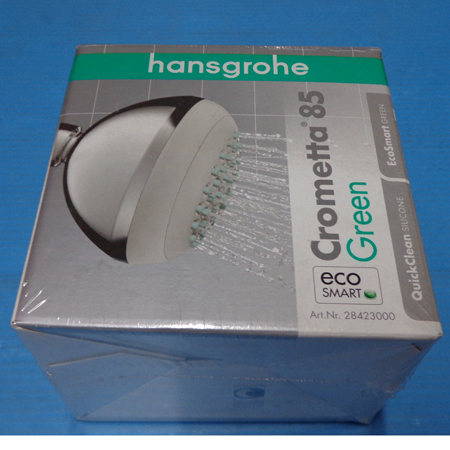 hansgrohe
Crometta® 85
Green
eco
SMART
Art.Nr. 28423000
QuickClean SILICONE
EcoSmart GREEN